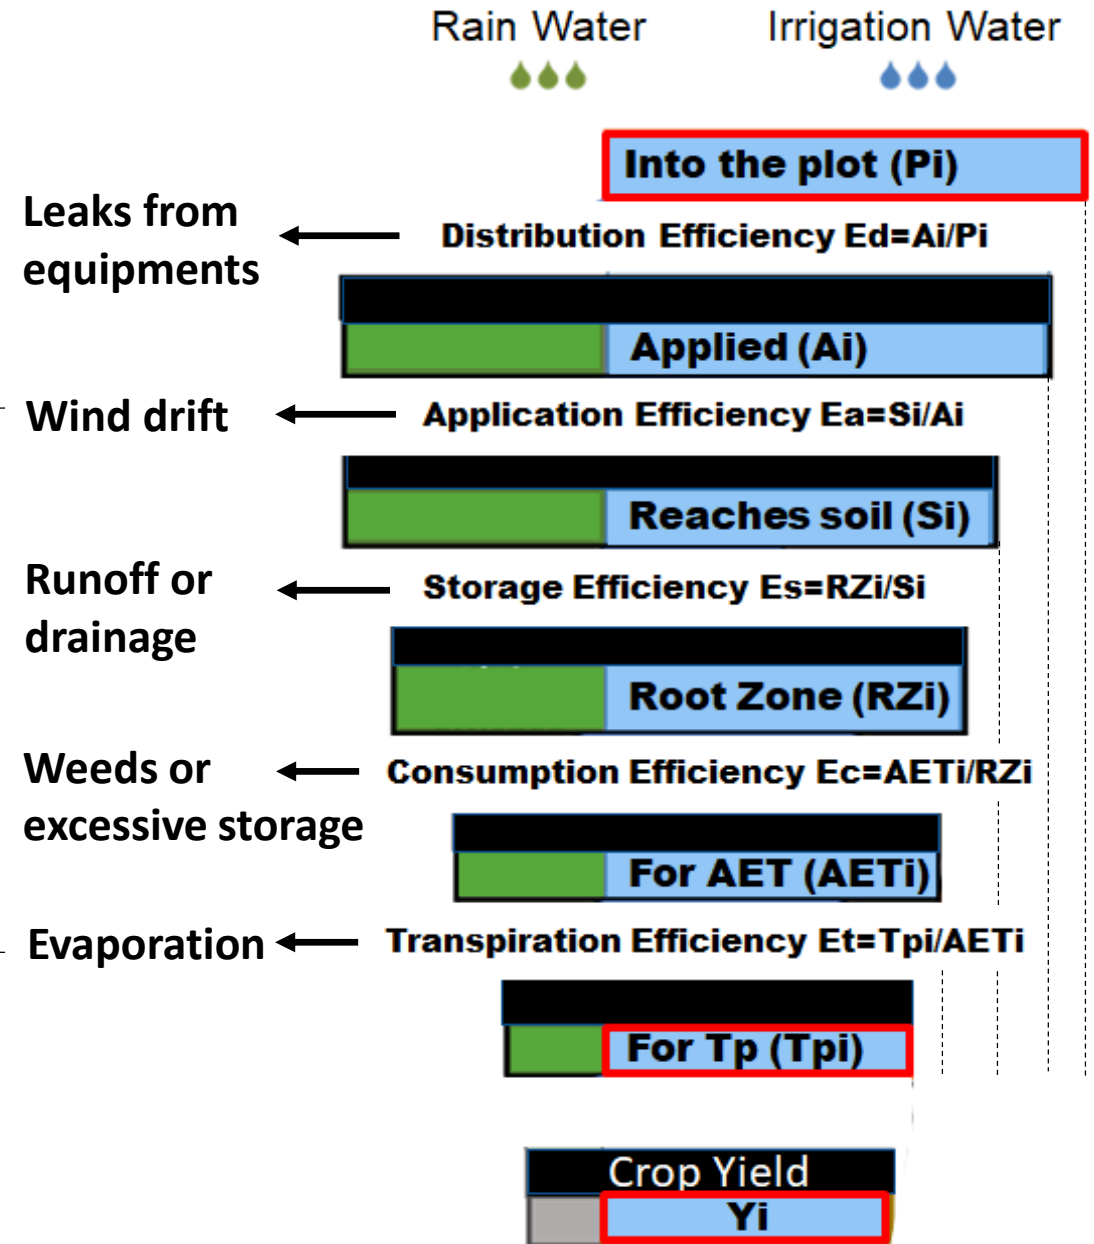 Rain Water
Irrigation Water
Into the plot (Pi)
Leaks from
equipments
Distribution Efficiency Ed=Ai/Pi
Applied (Ai)
Wind drift
Application Efficiency Ea=Si/Ai
Reaches soil (Si)
Runoff or
drainage
Storage Efficiency Es=RZi/Si
Root Zone (RZi)
Weeds or
excessive storage
Consumption Efficiency Ec=AETi/RZi
For AET (AETi)
Evaporation
Transpiration Efficiency Et=Tpi/AETi
For Tp (Tpi)
Crop Yield
Yi